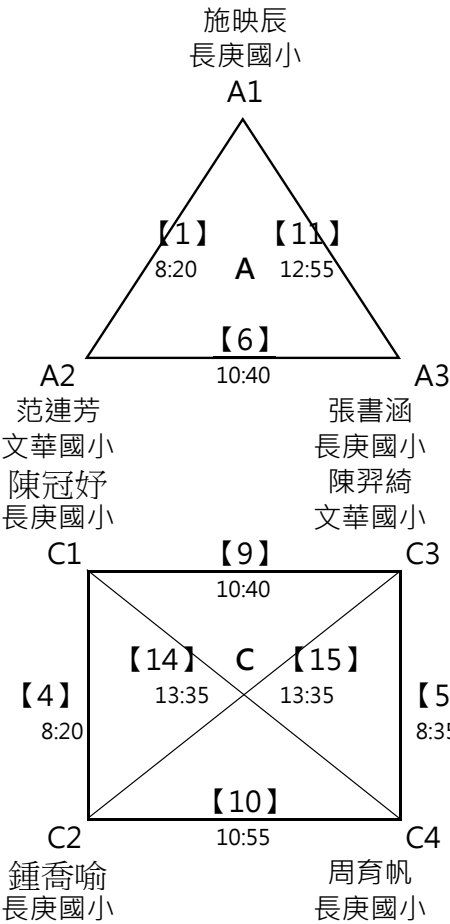 施映辰
長庚國小
A1
【1】 【11】
8:20 A 12:55
【6】
10:40
A2 A3
范連芳 張書涵
文華國小 長庚國小
陳冠妤 陳羿綺
長庚國小 文華國小
C1 【9】 C3
10:40
【14】 C 【15】
【4】 13:35 13:35 【5
8:20 8:35
【10】
C2 10:55 C4
鍾喬喻 周育帆
長庚國小 長庚國小